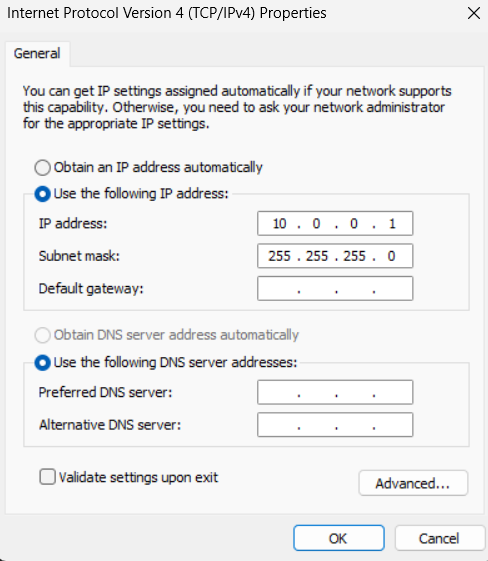 Internet Protocol Version 4 (TCP/IPv4) Properties
General
You can get IP settings assigned automatically if your network supports
this capability. Otherwise, you need to ask your network administrator
for the appropriate IP settings.
Obtain an IP address automatically
Use the following IP address:
IP address: 10 . 0 . 0 . 1
Subnet mask: 255 . 255 . 255 . 0
Default gateway: . . .
Obtain DNS server address automatically
Use the following DNS server addresses:
Preferred DNS server: . . .
Alternative DNS server: . . .
Validate settings upon exit
Advanced...
OK Cancel